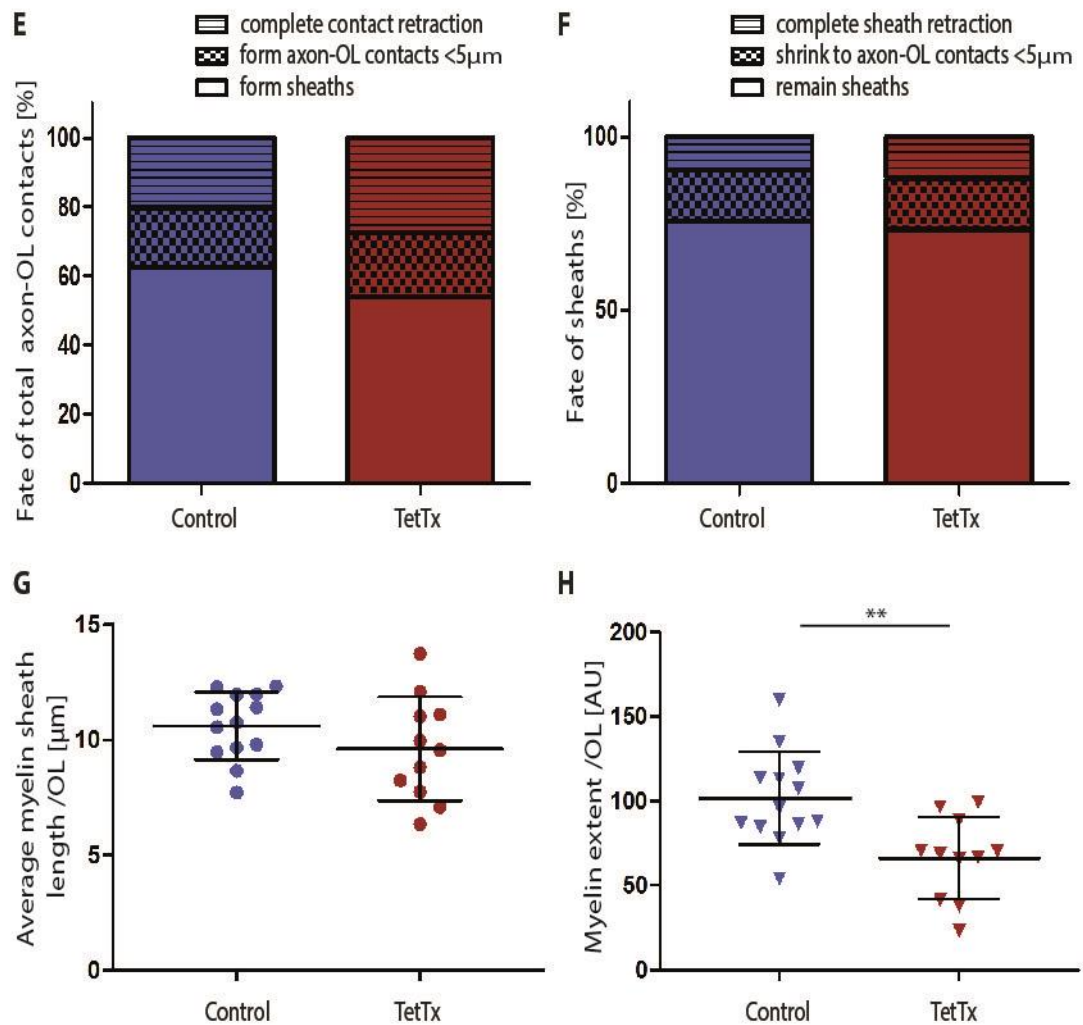 E
complete contact retraction
form axon-OL contacts <5µm
form sheaths
Fate of total axon-OL contacts [%]
100
80
60
40
20
0
Control
TetTx
F
complete sheath retraction
shrink to axon-OL contacts <5µm
remain sheaths
Fate of sheaths [%]
100
50
0
Control
TetTx
G
Average myelin sheath
length /OL [µm]
15
10
5
0
Control
TetTx
H
**
Myelin extent /OL [AU]
200
150
100
50
0
Control
TetTx